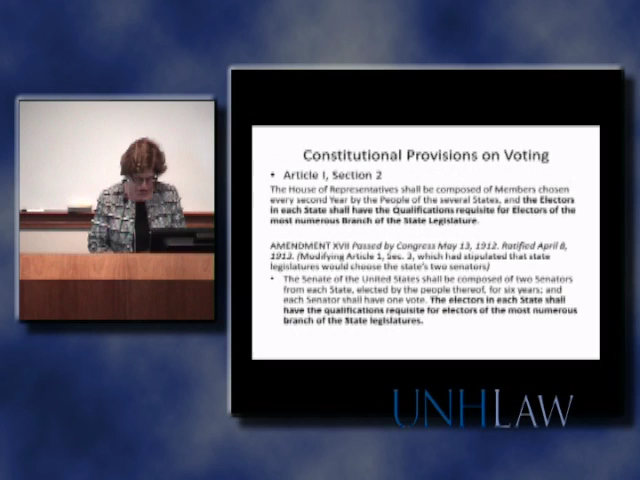 Constitutional Provisions on Voting
• Article I, Section 2
The House of Representatives shall be composed of Members chosen
every second Year by the People of the several States, and the Electors
in each State shall have the Qualifications requisite for Electors of the
most numerous Branch of the State Legislature.
AMENDMENT XVII Passed by Congress May 13, 1912. Ratified April 8,
1913. (Modifying Article 1, Sec. 3, which had stipulated that state
legislatures would choose the state's two senators)
• The Senate of the United States shall be composed of two Senators
from each State, elected by the people thereof, for six years; and
each Senator shall have one vote. The electors in each State shall
have the qualifications requisite for electors of the most numerous
branch of the State legislatures.
UNHLAW